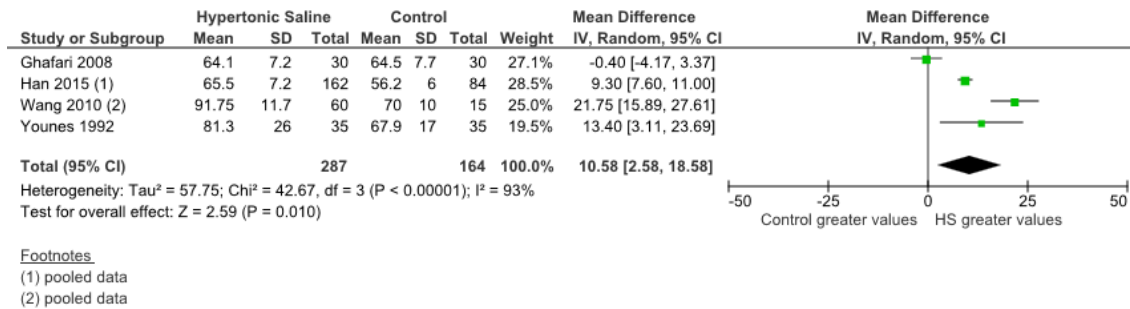 Hypertonic Saline Control Mean Difference Mean Difference
Study or Subgroup Mean SD Total Mean SD Total Weight IV, Random, 95% CI IV, Random, 95% CI
Ghafari 2008 64.1 7.2 30 64.5 7.7 30 27.1% -0.40 [-4.17, 3.37]
Han 2015 (1) 65.5 7.2 162 56.2 6 84 28.5% 9.30 [7.60, 11.00]
Wang 2010 (2) 91.75 11.7 60 70 10 15 25.0% 21.75 [15.89, 27.61]
Younes 1992 81.3 26 35 67.9 17 35 19.5% 13.40 [3.11, 23.69]
Total (95% CI) 287 164 100.0% 10.58 [2.58, 18.58]
Heterogeneity: Tau² = 57.75; Chi² = 42.67, df = 3 (P < 0.00001); I² = 93%
Test for overall effect: Z = 2.59 (P = 0.010)
-50 -25 0 25 50
Control greater values HS greater values
Footnotes
(1) pooled data
(2) pooled data